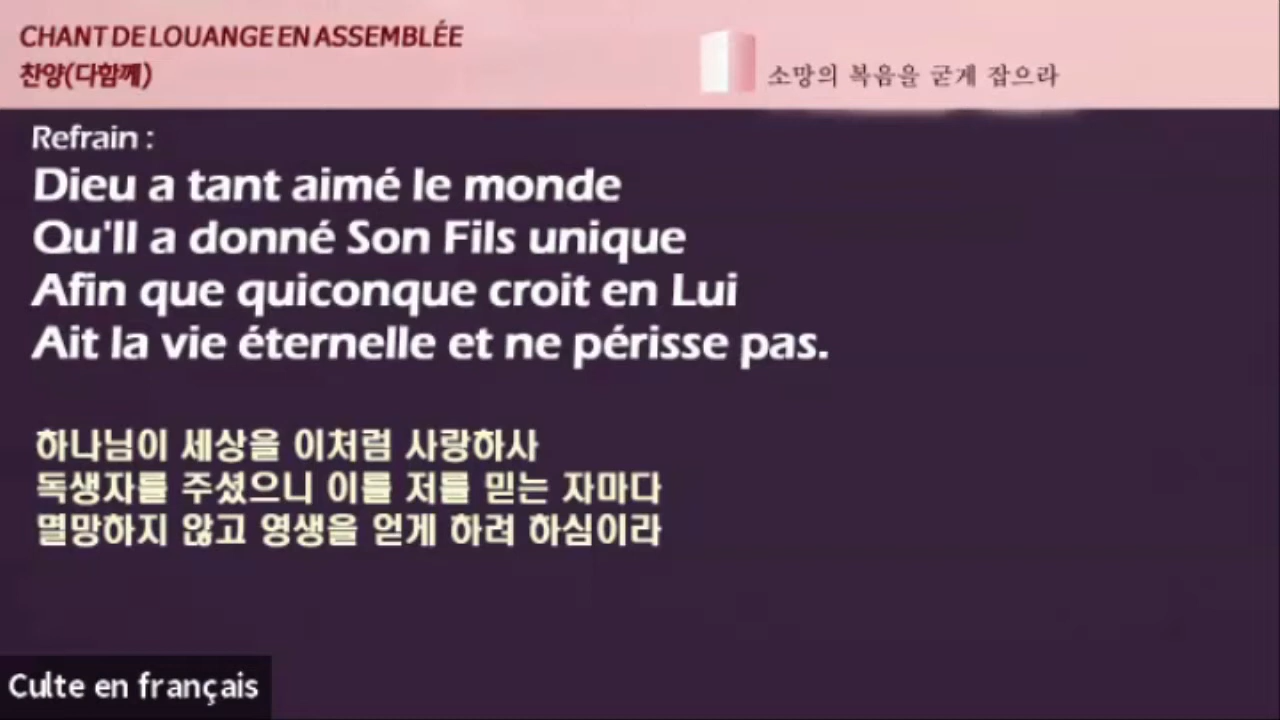 CHANT DE LOUANGE EN ASSEMBLÉE
찬양(다함께)
소망의 복음을 굳게 잡으라
Refrain :
Dieu a tant aimé le monde
Qu'Il a donné Son Fils unique
Afin que quiconque croit en Lui
Ait la vie éternelle et ne périsse pas.
하나님이 세상을 이처럼 사랑하사
독생자를 주셨으니 이를 저를 믿는 자마다
멸망하지 않고 영생을 얻게 하려 하심이라
Culte en français